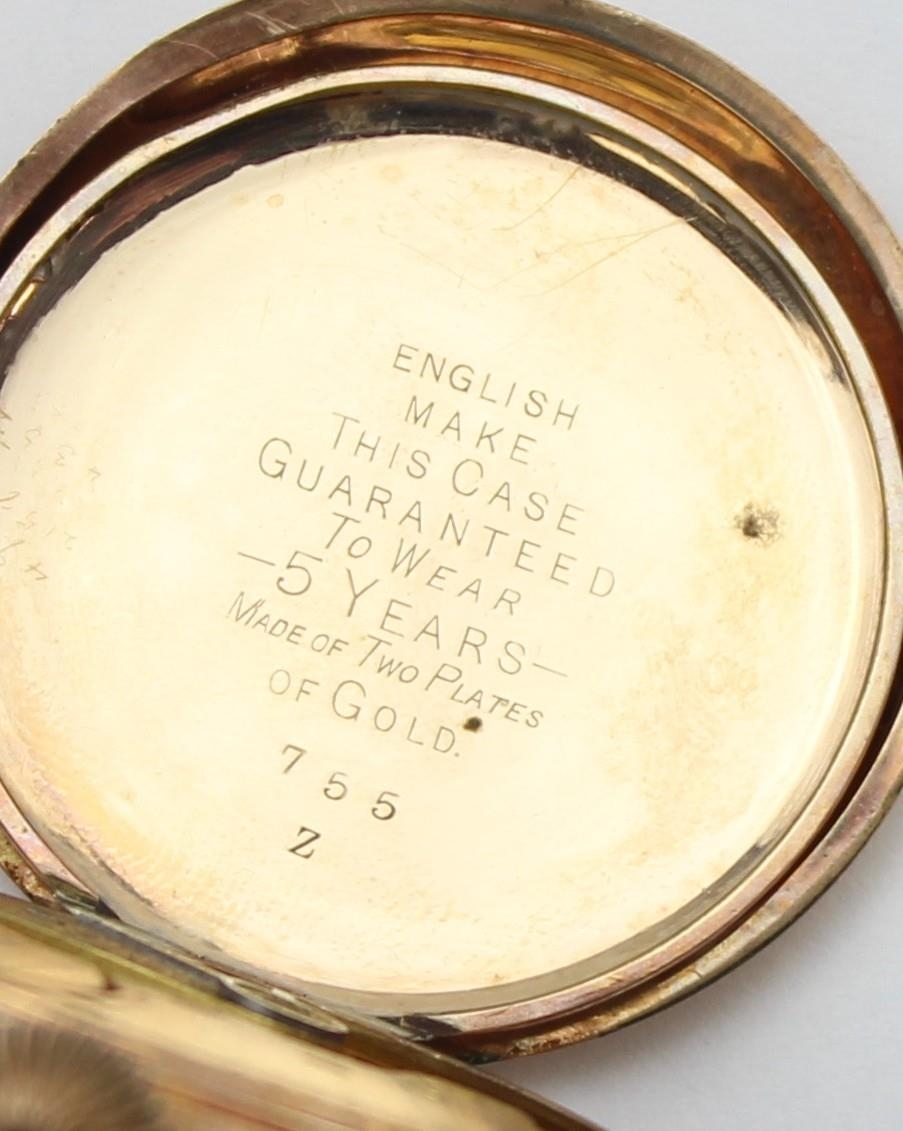 ENGLISH
MAKE
THIS CASE
GUARANTEED
TO WEAR
-5 YEARS-
MADE OF TWO PLATES
OF GOLD.
755
Z